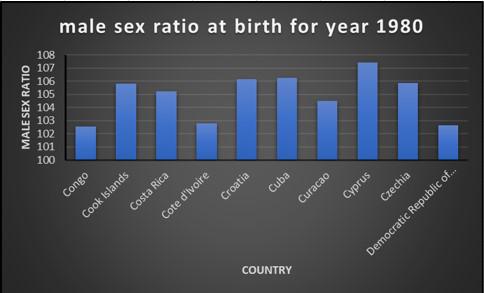 male sex ratio at birth for year 1980
MALE SEX RATIO
108
107
106
105
104
103
102
101
100
Congo
Cook Islands
Costa Rica
Cote d'Ivoire
Croatia
Cuba
Curacao
Cyprus
Czechia
Democratic Republic of...
COUNTRY